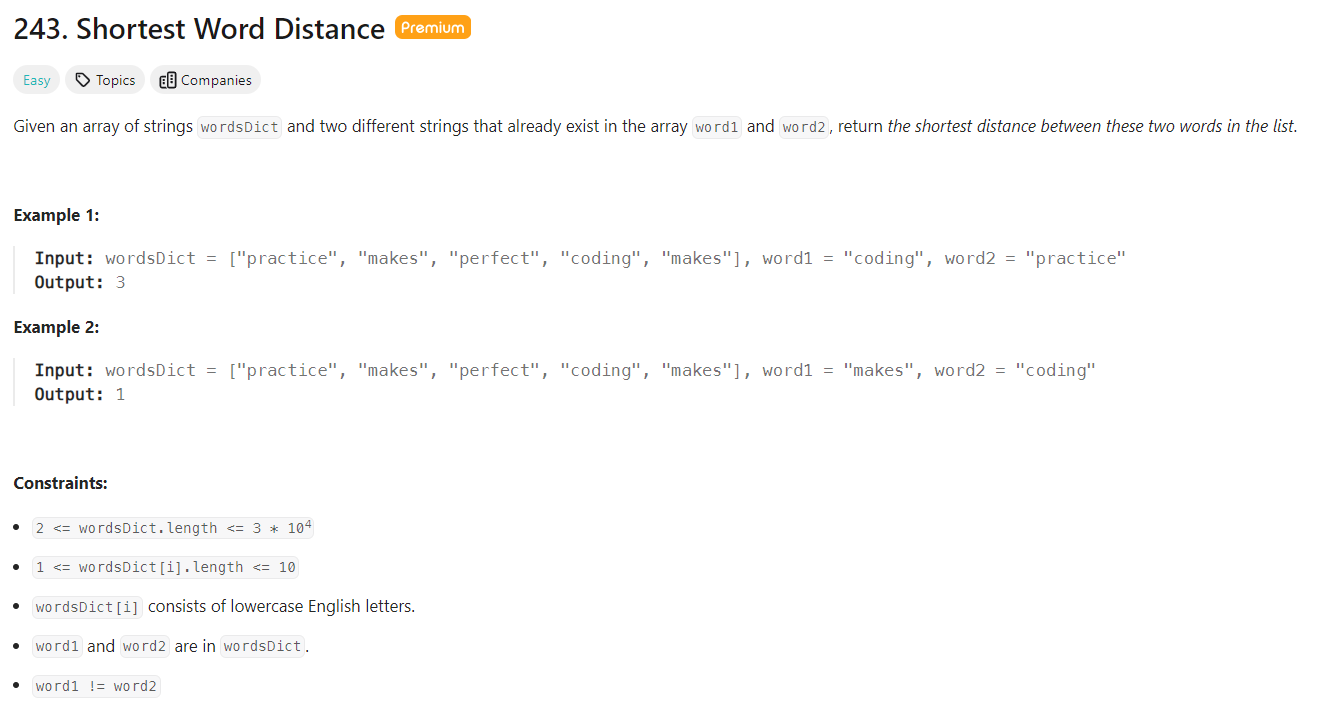 243. Shortest Word Distance Premium
Easy Topics Companies
Given an array of strings wordsDict and two different strings that already exist in the array word1 and word2, return the shortest distance between these two words in the list.
Example 1:
Input: wordsDict = ["practice", "makes", "perfect", "coding", "makes"], word1 = "coding", word2 = "practice"
Output: 3
Example 2:
Input: wordsDict = ["practice", "makes", "perfect", "coding", "makes"], word1 = "makes", word2 = "coding"
Output: 1
Constraints:
• 2 <= wordsDict.length <= 3 * 10⁴
• 1 <= wordsDict[i].length <= 10
• wordsDict[i] consists of lowercase English letters.
• word1 and word2 are in wordsDict.
• word1 != word2